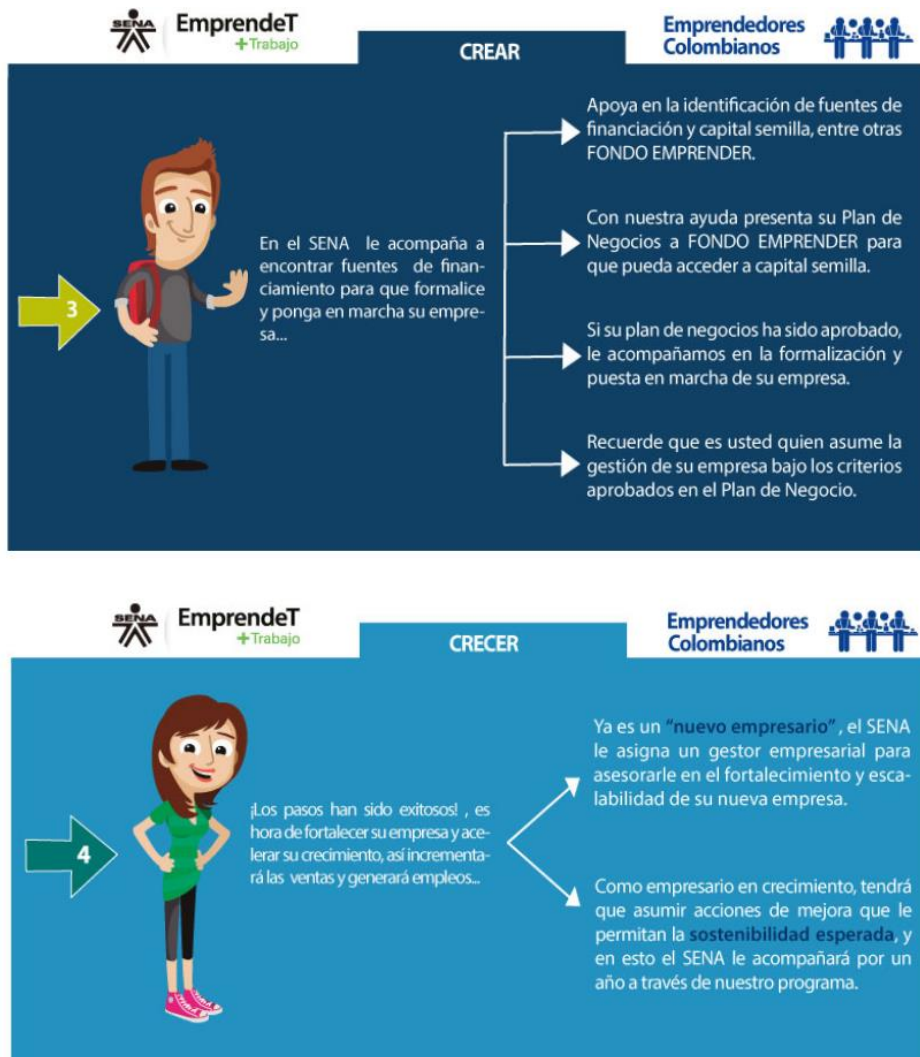 SENA
EmprendeT
+Trabajo
CREAR
Emprendedores
Colombianos
3
En el SENA le acompaña a
encontrar fuentes de finan-
ciamiento para que formalice
y ponga en marcha su empre-
sa...
Apoya en la identificación de fuentes de
financiación y capital semilla, entre otras
FONDO EMPRENDER.
Con nuestra ayuda presenta su Plan de
Negocios a FONDO EMPRENDER para
que pueda acceder a capital semilla.
Si su plan de negocios ha sido aprobado,
le acompañamos en la formalización y
puesta en marcha de su empresa.
Recuerde que es usted quien asume la
gestión de su empresa bajo los criterios
aprobados en el Plan de Negocio.
SENA
EmprendeT
+Trabajo
CRECER
Emprendedores
Colombianos
4
¡Los pasos han sido exitosos! , es
hora de fortalecer su empresa y ace-
lerar su crecimiento, así incrementa-
rá las ventas y generará empleos...
Ya es un "nuevo empresario" , el SENA
le asigna un gestor empresarial para
asesorarle en el fortalecimiento y esca-
labilidad de su nueva empresa.
Como empresario en crecimiento, tendrá
que asumir acciones de mejora que le
permitan la sostenibilidad esperada, y
en esto el SENA le acompañará por un
año a través de nuestro programa.